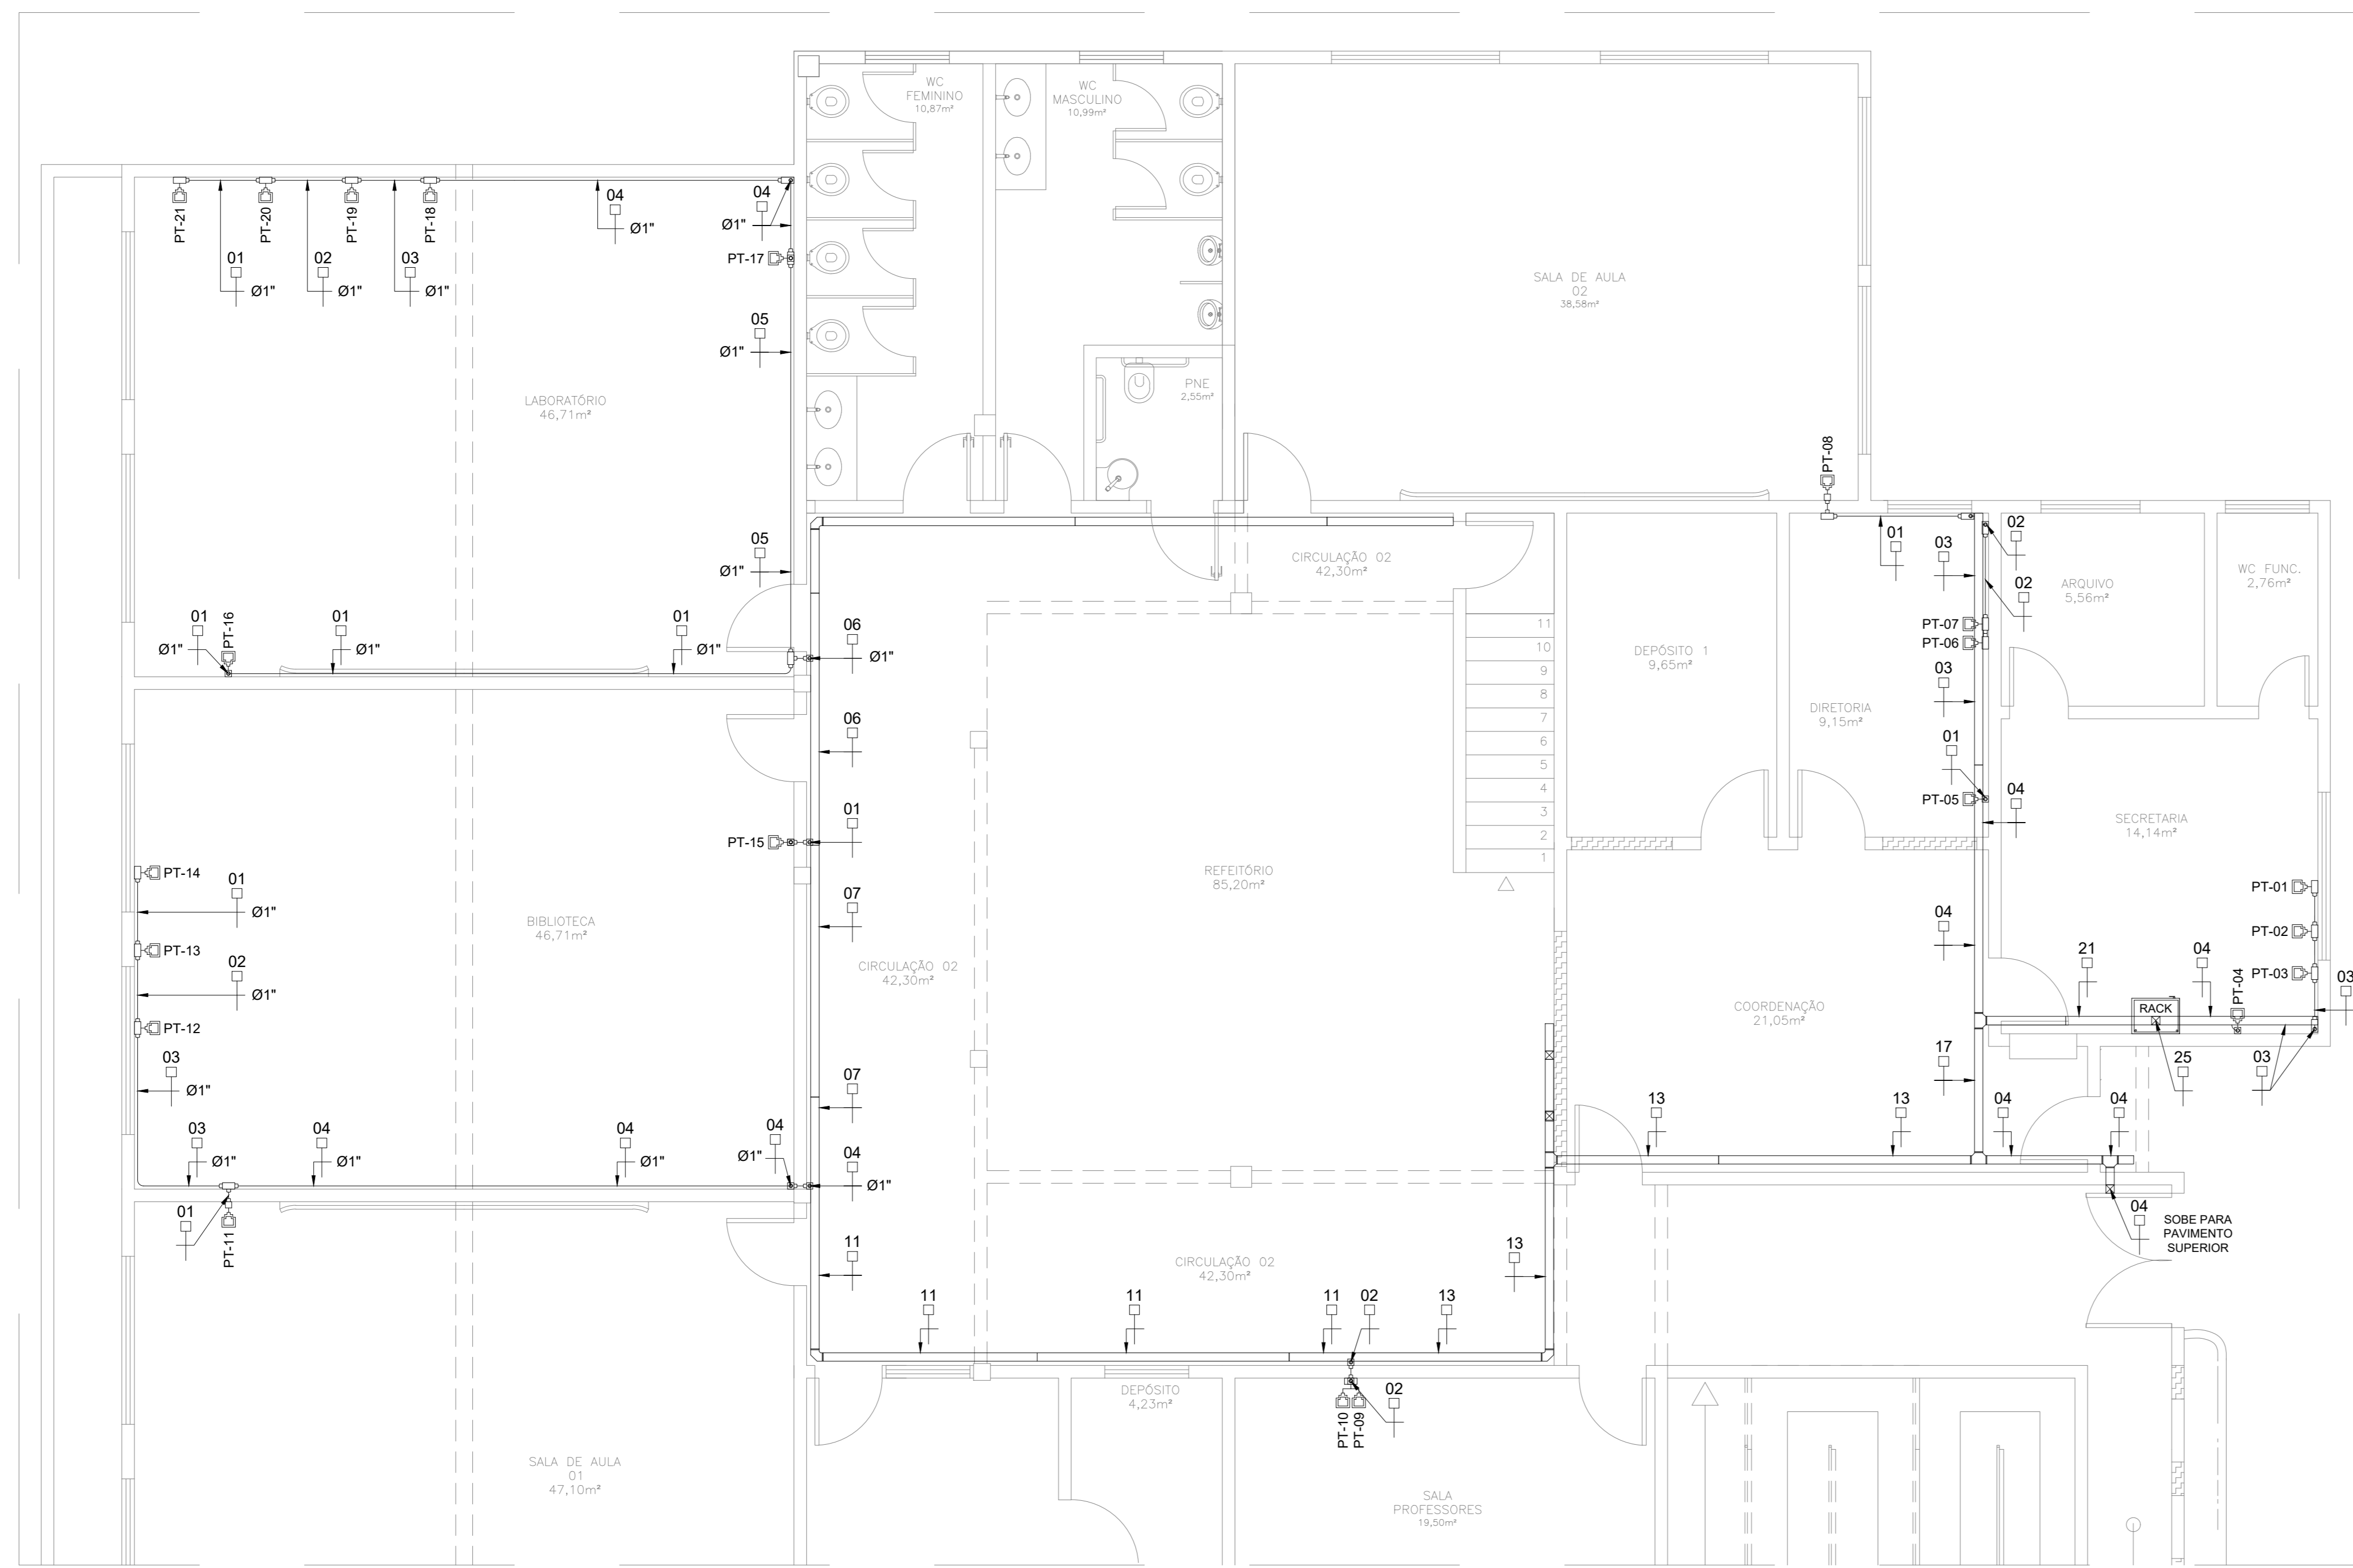 WC
FEMININO
10,87m²
WC
MASCULINO
10,99m²
SALA DE AULA
02
38,58m²
PNE
2,55m²
PT-21
PT-20
PT-19
PT-18
04
Ø1"
04
Ø1"
PT-17
01
Ø1"
02
Ø1"
03
Ø1"
05
Ø1"
LABORATÓRIO
46,71m²
05
Ø1"
01
Ø1"
PT-16
01
Ø1"
01
Ø1"
06
Ø1"
CIRCULAÇÃO 02
42,30m²
PT-08
01
03
02
02
ARQUIVO
5,56m²
WC FUNC.
2,76m²
PT-07
PT-06
03
11
10
9
8
7
6
5
4
3
2
1
DEPÓSITO 1
9,65m²
DIRETORIA
9,15m²
01
PT-05
04
SECRETARIA
14,14m²
06
01
PT-15
07
PT-14
01
Ø1"
PT-13
02
Ø1"
PT-12
03
Ø1"
BIBLIOTECA
46,71m²
REFEITÓRIO
85,20m²
CIRCULAÇÃO 02
42,30m²
PT-01
PT-02
PT-03
03
04
21
04
PT-04
RACK
25
03
COORDENAÇÃO
21,05m²
17
13
13
04
04
07
03
Ø1"
04
Ø1"
04
Ø1"
04
Ø1"
04
Ø1"
01
PT-11
04
SOBE PARA
PAVIMENTO
SUPERIOR
11
CIRCULAÇÃO 02
42,30m²
13
11
11
11
02
13
DEPÓSITO
4,23m²
PT-10
PT-09
02
SALA DE AULA
01
47,10m²
SALA
PROFESSORES
19,50m²